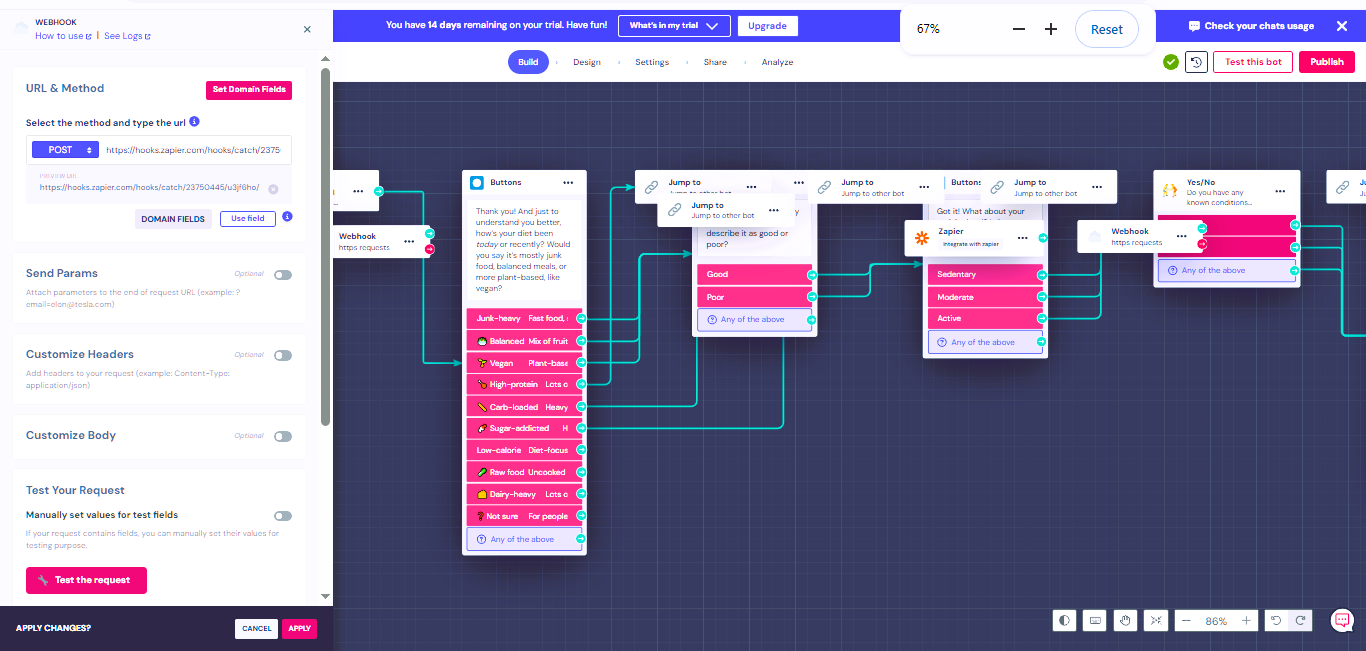 WEBHOOK
How to use | See Logs
URL & Method
Set Domain Fields
Select the method and type the url
POST
https://hooks.zapier.com/hooks/catch/2375
PREVIEW URL
https://hooks.zapier.com/hooks/catch/23750445/u3jf6ho/
DOMAIN FIELDS
Use field
Send Params
Optional
Attach parameters to the end of request URL (example: ?
email=elon@tesla.com)
Customize Headers
Optional
Add headers to your request (example: Content-Type:
application/json)
Customize Body
Optional
Test Your Request
Manually set values for test fields
If your request contains fields, you can manually set their values for
testing purpose.
Test the request
APPLY CHANGES?
CANCEL
APPLY
You have 14 days remaining on your trial. Have fun!
What's in my trial
Upgrade
67%
Reset
Check your chats usage
Build
Design
Settings
Share
Analyze
Test this bot
Publish
Webhook
https requests
Buttons
Thank you! And just to
understand you better,
how's your diet been
today or recently? Would
you say it's mostly junk
food, balanced meals, or
more plant-based, like
vegan?
Junk-heavy Fast food,
Balanced Mix of fruit
Vegan Plant-base
High-protein Lots o
Carb-loaded Heavy
Sugar-addicted H
Low-calorie Diet-focus
Raw food Uncooked
Dairy-heavy Lots o
Not sure For people
Any of the above
Jump to
Jump to other bot
Jump to
Jump to other bot
describe it as good or
poor?
Good
Poor
Any of the above
Jump to
Jump to other bot
Buttons
Jump to
Jump to other bot
Got it! What about your
Zapier
Integrate with zapier
Sedentary
Moderate
Active
Any of the above
Webhook
https requests
Yes/No
Do you have any
known conditions...
Any of the above
86%